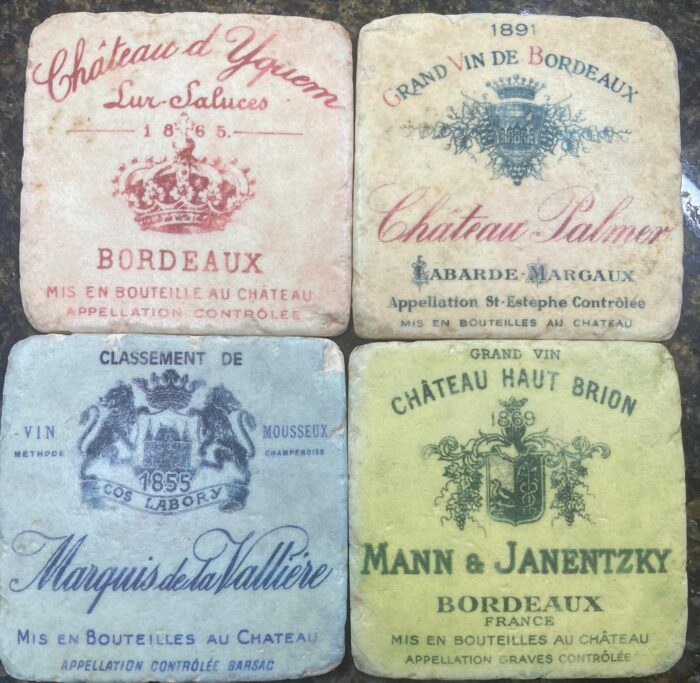 Château d Yquem
Lur-Saluces
1865.
BORDEAUX
MIS EN BOUTEILLE AU CHÂTEAU
APPELLATION CONTRÔLÉE
1891
GRAND VIN DE BORDEAUX
Château Palmer
LABARDE-MARGAUX
Appellation St-Estèphe Contrôlée
MIS EN BOUTEILLES AU CHATEAU
CLASSEMENT DE
VIN MOUSSEUX
METHODE CHAMPENOISE
1855
COS LABORY
Marquis de la Vallière
MIS EN BOUTEILLES AU CHATEAU
APPELLATION CONTRÔLÉE BARSAC
GRAND VIN
CHÂTEAU HAUT BRION
1869
MANN & JANENTZKY
BORDEAUX
FRANCE
MIS EN BOUTEILLES AU CHÂTEAU
APPELLATION GRAVES CONTRÔLÉE